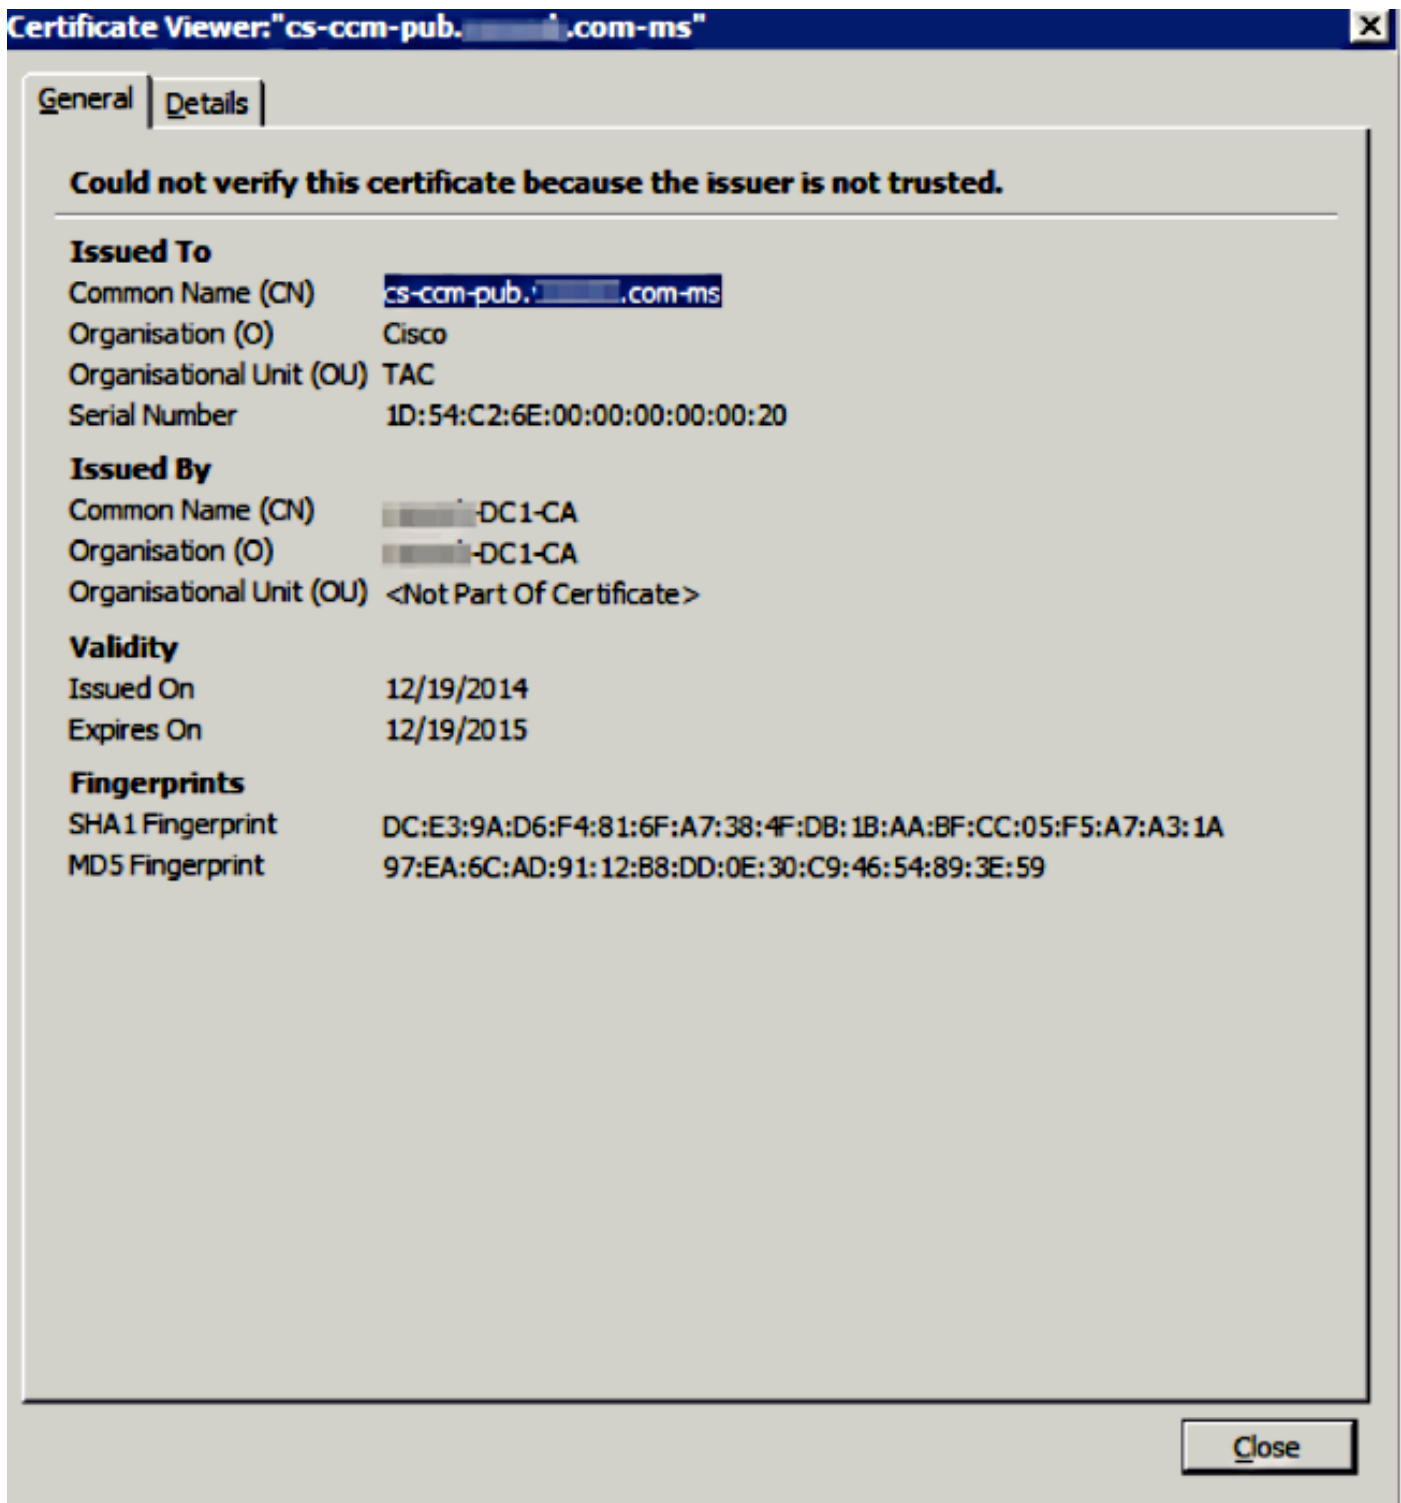 Certificate Viewer:"cs-ccm-pub. .com-ms"
General Details
Could not verify this certificate because the issuer is not trusted.
Issued To
Common Name (CN) cs-ccm-pub. .com-ms
Organisation (O) Cisco
Organisational Unit (OU) TAC
Serial Number 1D:54:C2:6E:00:00:00:00:00:20
Issued By
Common Name (CN) -DC1-CA
Organisation (O) -DC1-CA
Organisational Unit (OU) <Not Part Of Certificate>
Validity
Issued On 12/19/2014
Expires On 12/19/2015
Fingerprints
SHA1 Fingerprint DC:E3:9A:D6:F4:81:6F:A7:38:4F:DB:1B:AA:BF:CC:05:F5:A7:A3:1A
MD5 Fingerprint 97:EA:6C:AD:91:12:B8:DD:0E:30:C9:46:54:89:3E:59
Close